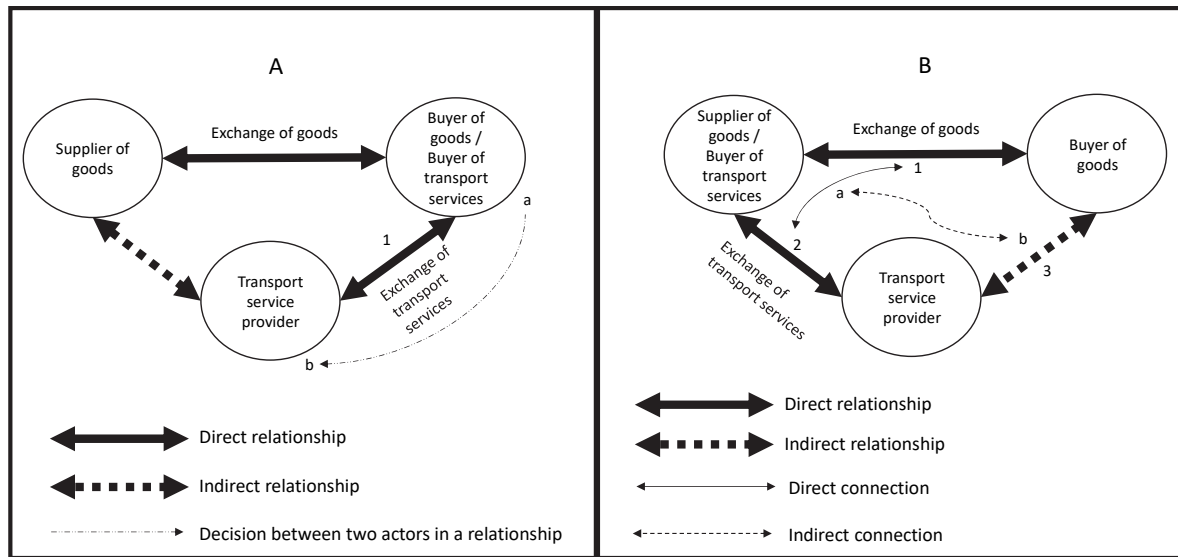 A
Supplier of
goods
Exchange of goods
Buyer of
goods /
Buyer of
transport
services
a
1
Exchange of
transport
services
Transport
service
provider
b
Direct relationship
Indirect relationship
Decision between two actors in a relationship
B
Supplier of
goods /
Buyer of
transport
services
Exchange of goods
Buyer of
goods
1
a
b
2
3
Exchange of
transport services
Transport
service
provider
Direct relationship
Indirect relationship
Direct connection
Indirect connection